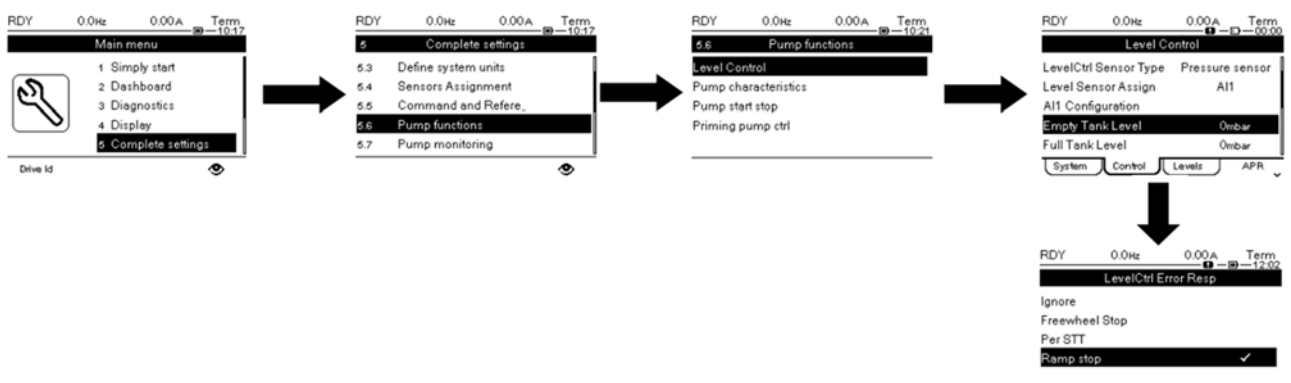 RDY 0.0Hz 0.00A Term
10:17
Main menu
1 Simply start
2 Dashboard
3 Diagnostics
4 Display
5 Complete settings
Drive Id
RDY 0.0Hz 0.00A Term
10:17
5 Complete settings
5.3 Define system units
5.4 Sensors Assignment
5.5 Command and Refere_
5.6 Pump functions
5.7 Pump monitoring
RDY 0.0Hz 0.00A Term
10:21
5.6 Pump functions
Level Control
Pump characteristics
Pump start stop
Priming pump ctrl
RDY 0.0Hz 0.00A Term
00:00
Level Control
LevelCtrl Sensor Type Pressure sensor
Level Sensor Assign AI1
AI1 Configuration
Empty Tank Level 0mbar
Full Tank Level 0mbar
System Control Levels APR
RDY 0.0Hz 0.00A Term
12:02
LevelCtrl Error Resp
Ignore
Freewheel Stop
Per STT
Ramp stop ✓